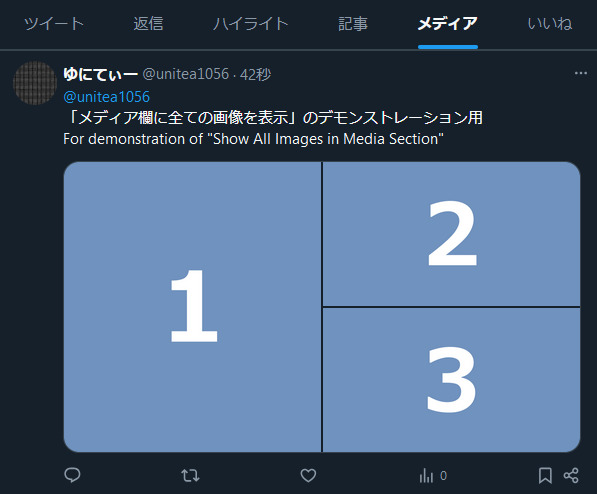 ツイート 返信 ハイライト 記事 メディア いいね
ゆにてぃー @unitea1056 · 42秒
@unitea1056
「メディア欄に全ての画像を表示」のデモンストレーション用
For demonstration of "Show All Images in Media Section"
1
2
3
0